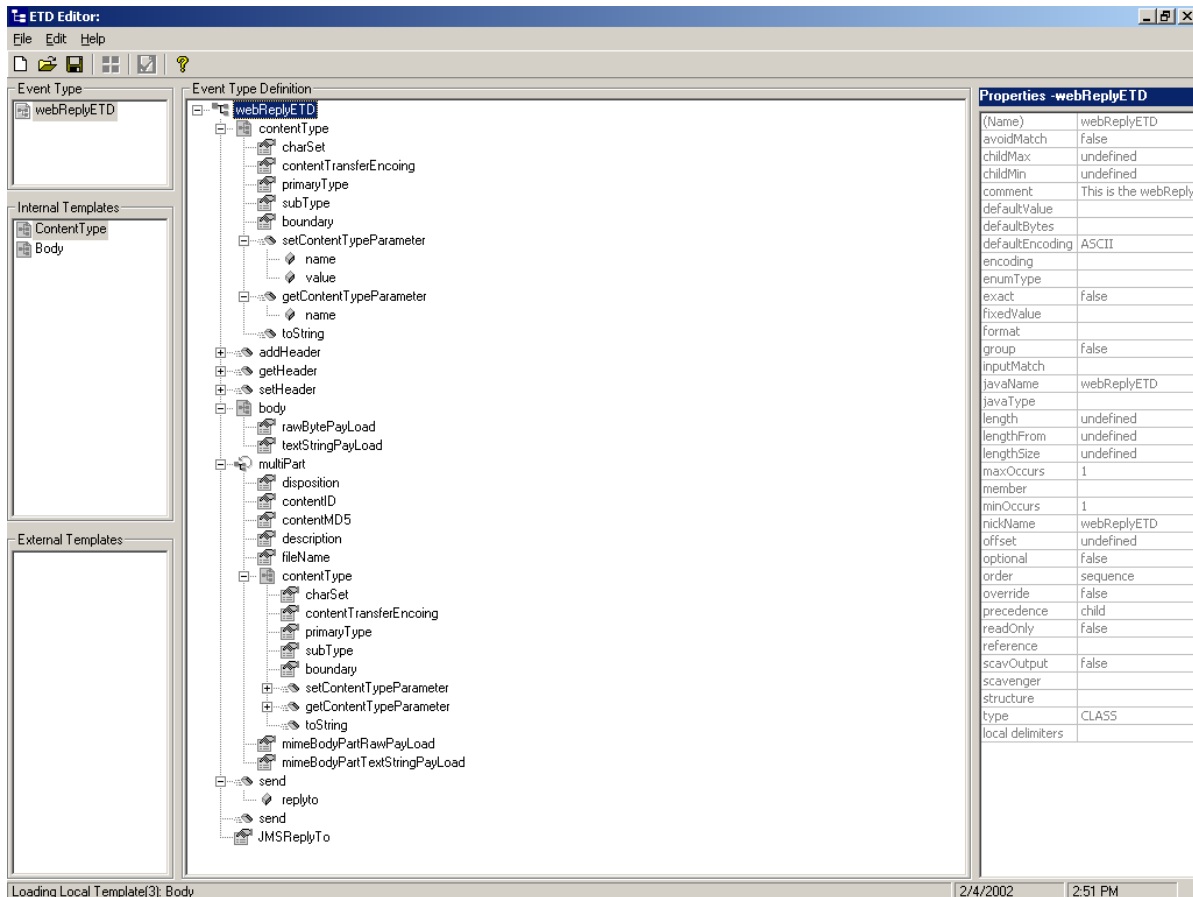 ETD Editor:
File Edit Help
Event Type
webReplyETD
Internal Templates
ContentType
Body
External Templates
Event Type Definition
webReplyETD
contentType
charSet
contentTransferEncoing
primaryType
subType
boundary
setContentTypeParameter
name
value
getContentTypeParameter
name
toString
addHeader
getHeader
setHeader
body
rawBytePayLoad
textStringPayLoad
multiPart
disposition
contentID
contentMD5
description
fileName
contentType
charSet
contentTransferEncoing
primaryType
subType
boundary
setContentTypeParameter
getContentTypeParameter
toString
mimeBodyPartRawPayLoad
mimeBodyPartTextStringPayLoad
send
replyto
send
JMSReplyTo
Properties -webReplyETD
(Name) webReplyETD
avoidMatch false
childMax undefined
childMin undefined
comment This is the webReply
defaultValue
defaultBytes
defaultEncoding ASCII
encoding
enumType
exact false
fixedValue
format
group false
inputMatch
javaName webReplyETD
javaType
length undefined
lengthFrom undefined
lengthSize undefined
maxOccurs 1
member
minOccurs 1
nickName webReplyETD
offset undefined
optional false
order sequence
override false
precedence child
readOnly false
reference
scavOutput false
scavenger
structure
type CLASS
local delimiters
Loading Local Template(3): Body 2/4/2002 2:51 PM